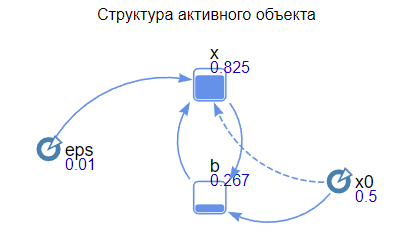 Структура активного объекта
x
0.825
eps
0.01
b
0.267
x0
0.5